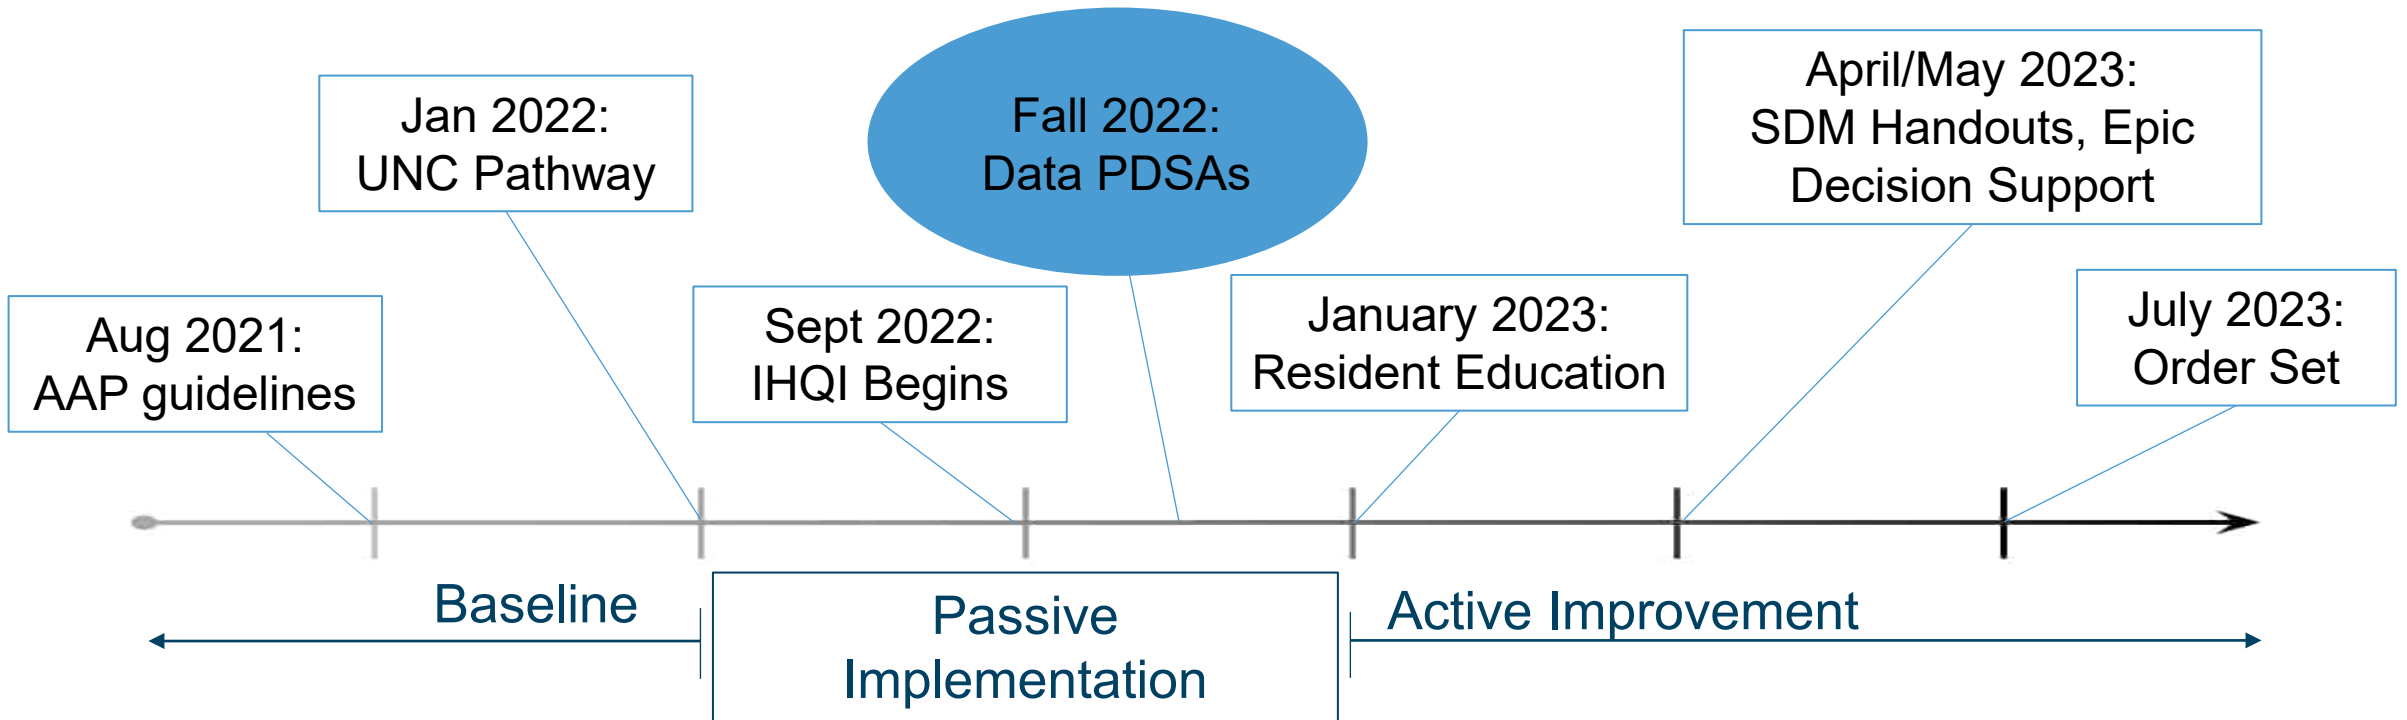 Aug 2021:
AAP guidelines
Jan 2022:
UNC Pathway
Sept 2022:
IHQI Begins
Fall 2022:
Data PDSAs
January 2023:
Resident Education
April/May 2023:
SDM Handouts, Epic
Decision Support
July 2023:
Order Set
Baseline
Passive
Implementation
Active Improvement